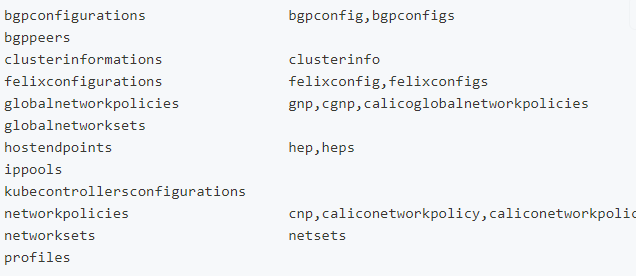 bgpconfigurations bgpconfig,bgpconfigs
bgppeers
clusterinformations clusterinfo
felixconfigurations felixconfig,felixconfigs
globalnetworkpolicies gnp,cgnp,calicoglobalnetworkpolicies
globalnetworksets
hostendpoints hep,heps
ippools
kubecontrollersconfigurations
networkpolicies cnp,caliconetworkpolicy,caliconetworkpolic
networksets netsets
profiles